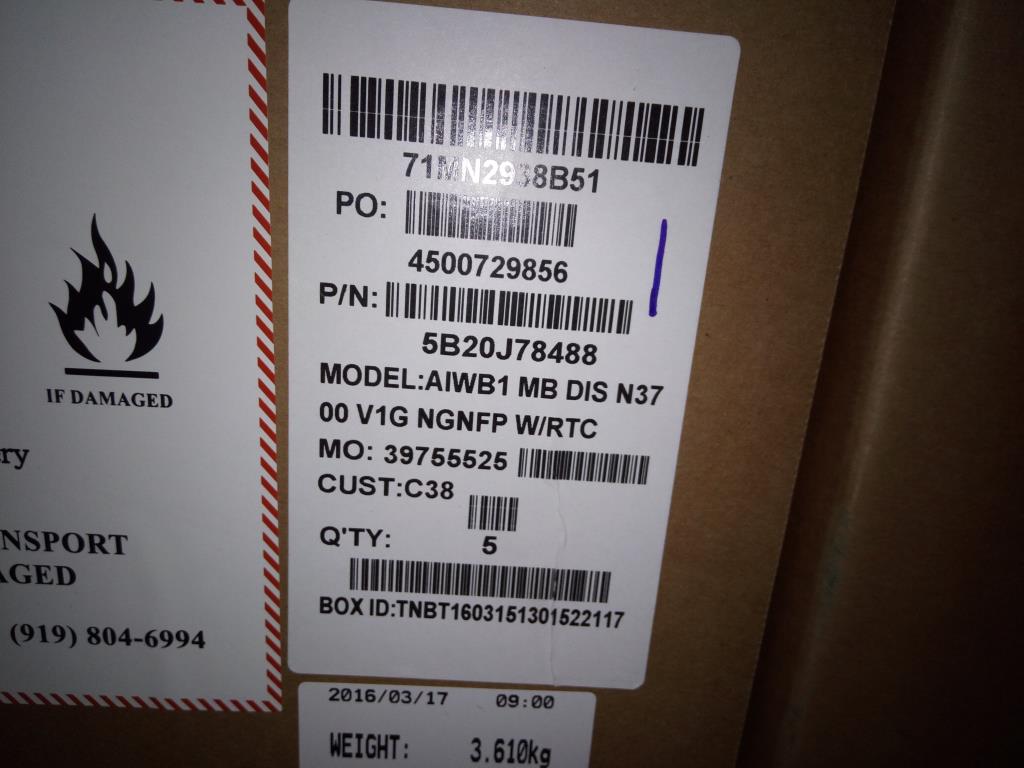 71MN2938B51
PO:
4500729856
P/N:
5B20J78488
MODEL:AIWB1 MB DIS N37
00 V1G NGNFP W/RTC
MO: 39755525
CUST:C38
Q'TY:
5
BOX ID:TNBT1603151301522117
2016/03/17 09:00
WEIGHT: 3.610kg
IF DAMAGED
ry
NSPORT
AGED
(919) 804-6994